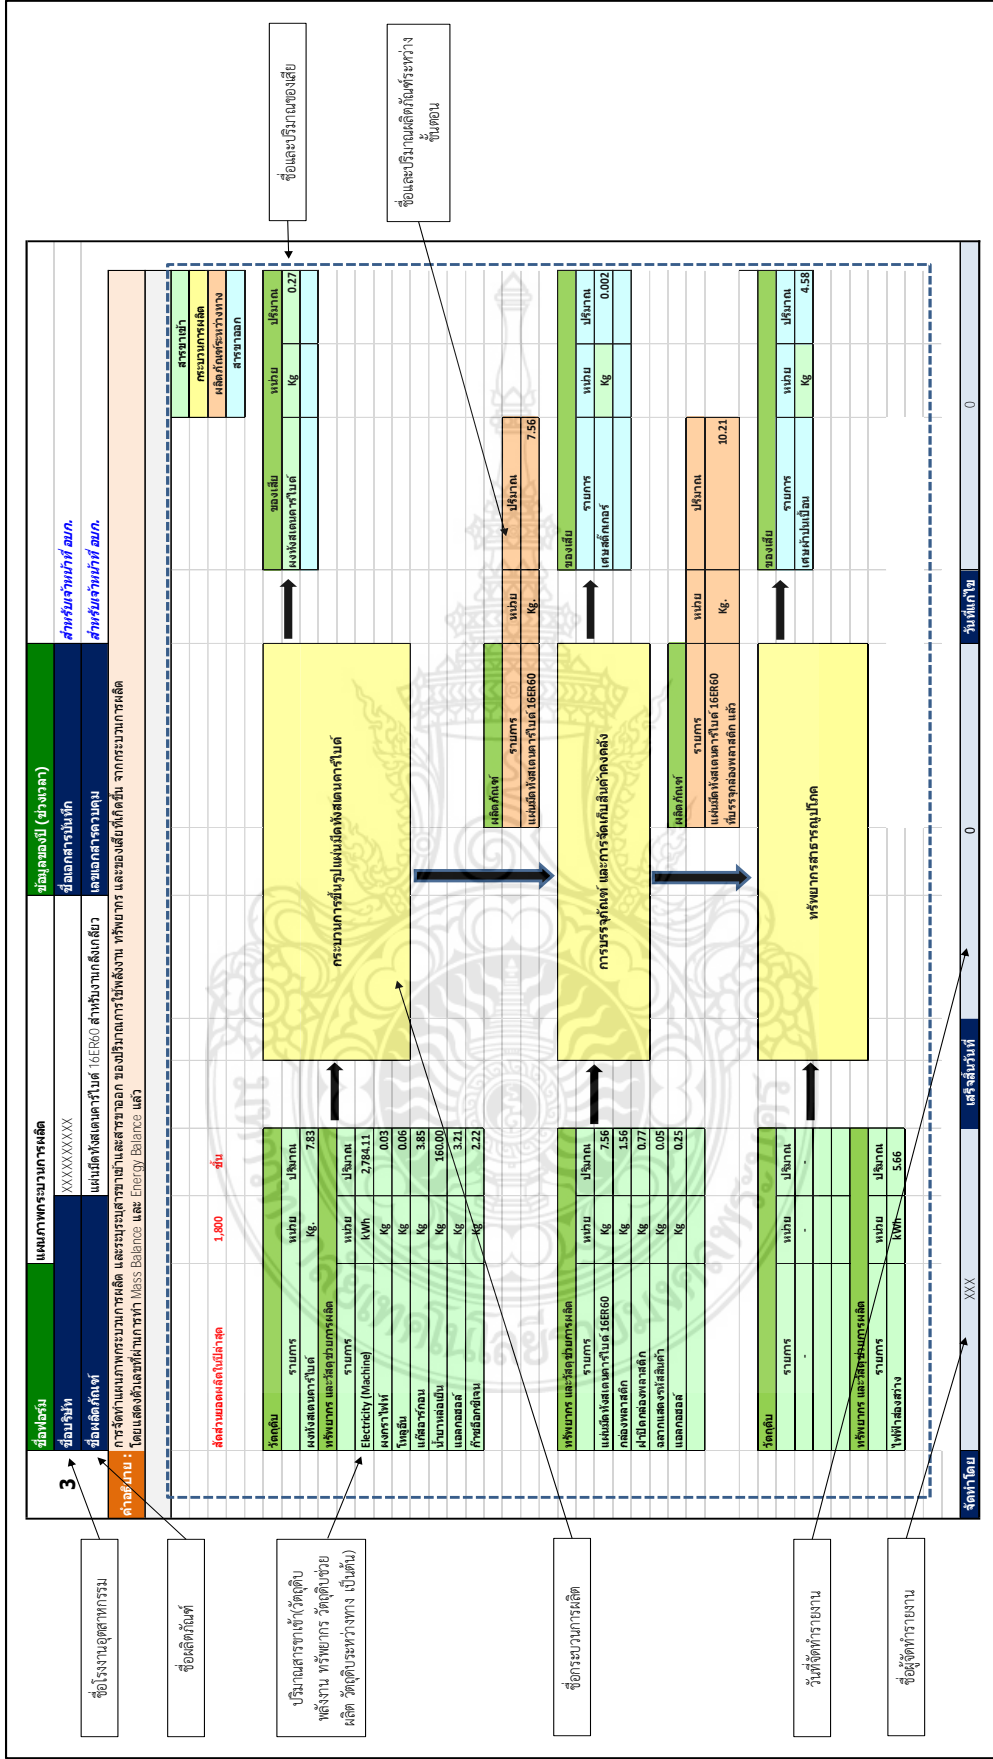 ชื่อฟอร์ม แผนภาพกระบวนการผลิต ข้อมูลของปี (ช่วงเวลา)
3
ชื่อบริษัท XXXXXXXXXX ชื่อเอกสารบันทึก สำหรับเจ้าหน้าที่ อบก.
ชื่อผลิตภัณฑ์ แผ่นมีดทังสเตนคาร์ไบด์ 16ER60 สำหรับงานกลึงเกลียว เลขเอกสารควบคุม สำหรับเจ้าหน้าที่ อบก.
คำอธิบาย : การจัดทำแผนภาพกระบวนการผลิต และระบุรุสารขาเข้าและสารขาออก ของปริมาณการใช้พลังงาน ทรัพยากร และของเสียที่เกิดขึ้น จากกระบวนการผลิต
โดยแสดงตัวเลขที่ผ่านการทำ Mass Balance และ Energy Balance แล้ว
สารขาเข้า
กระบวนการผลิต
ผลิตภัณฑ์ระหว่างทาง
สารขาออก
สัดส่วนยอดผลิตในปีล่าสุด 1,800 ชิ้น
วัตถุดิบ
รายการ หน่วย ปริมาณ
ผงทังสเตนคาร์ไบด์ Kg. 7.83
ทรัพยากร และวัสดุช่วยการผลิต
รายการ หน่วย ปริมาณ
Electricity (Machine) kWh 2,784.11
ผงกราไฟท์ Kg 0.03
โทลูอีน Kg 0.06
แก๊สอาร์กอน Kg 3.85
น้ำยาหล่อเย็น Kg 160.00
แอลกอฮอล์ Kg 3.21
ก๊าซอ๊อกซิเจน Kg 2.22
กระบวนการขึ้นรูปแผ่นมีดทังสเตนคาร์ไบด์
ของเสีย หน่วย ปริมาณ
ผงทังสเตนคาร์ไบด์ Kg 0.27
ผลิตภัณฑ์
รายการ หน่วย ปริมาณ
แผ่นมีดทังสเตนคาร์ไบด์ 16ER60 Kg. 7.56
ทรัพยากร และวัสดุช่วยการผลิต
รายการ หน่วย ปริมาณ
แผ่นมีดทังสเตนคาร์ไบด์ 16ER60 Kg 7.56
กล่องพลาสติก Kg 1.56
ฝาปิดกล่องพลาสติก Kg 0.77
ฉลากแสดงรหัสสินค้า Kg 0.05
แอลกอฮอล์ Kg 0.25
การบรรจุภัณฑ์ และการจัดเก็บสินค้าคงคลัง
ของเสีย
รายการ หน่วย ปริมาณ
เศษสติ๊กเกอร์ Kg 0.002
ผลิตภัณฑ์
รายการ หน่วย ปริมาณ
แผ่นมีดทังสเตนคาร์ไบด์ 16ER60
ที่บรรจุกล่องพลาสติก แล้ว Kg. 10.21
วัตถุดิบ
รายการ หน่วย ปริมาณ
- - -
ทรัพยากร และวัสดุช่วยการผลิต
รายการ หน่วย ปริมาณ
ไฟฟ้าส่องสว่าง kWh 5.66
ทรัพยากรสาธารณูปโภค
ของเสีย
รายการ หน่วย ปริมาณ
เศษผ้าปนเปื้อน Kg 4.58
จัดทำโดย XXX เสร็จสิ้นวันที่ 0 วันที่แก้ไข 0
ชื่อโรงงานอุตสาหกรรม
ชื่อผลิตภัณฑ์
ปริมาณสารขาเข้า(วัตถุดิบ
พลังงาน ทรัพยากร วัตถุดิบช่วย
ผลิต วัตถุดิบระหว่างทาง เป็นต้น)
ชื่อกระบวนการผลิต
วันที่จัดทำรายงาน
ชื่อผู้จัดทำรายงาน
ชื่อและปริมาณของเสีย
ชื่อและปริมาณผลิตภัณฑ์ระหว่าง
ขั้นตอน